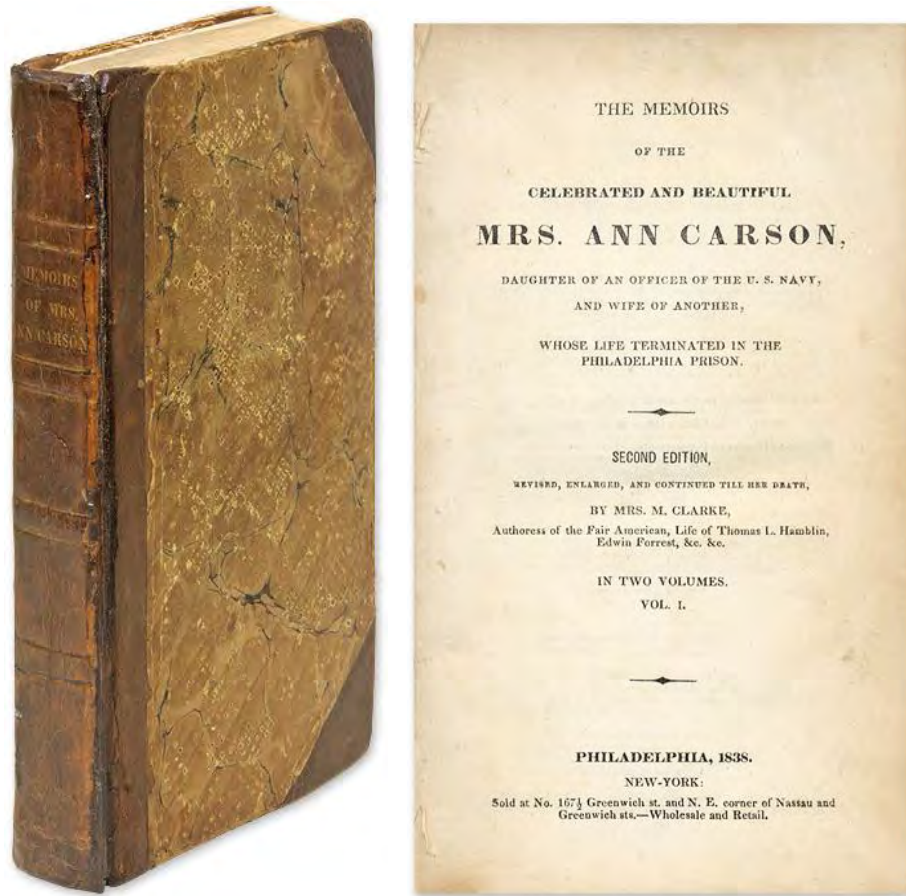 MEMOIRS
OF MRS.
ANN CARSON
THE MEMOIRS
OF THE
CELEBRATED AND BEAUTIFUL
MRS. ANN CARSON,
DAUGHTER OF AN OFFICER OF THE U. S. NAVY,
AND WIFE OF ANOTHER,
WHOSE LIFE TERMINATED IN THE
PHILADELPHIA PRISON.
SECOND EDITION,
REVISED, ENLARGED, AND CONTINUED TILL HER DEATH,
BY MRS. M. CLARKE,
Authoress of the Fair American, Life of Thomas L. Hamblin,
Edwin Forrest, &c. &c.
IN TWO VOLUMES.
VOL. I.
PHILADELPHIA, 1838.
NEW-YORK:
Sold at No. 167½ Greenwich st. and N. E. corner of Nassau and
Greenwich sts.—Wholesale and Retail.